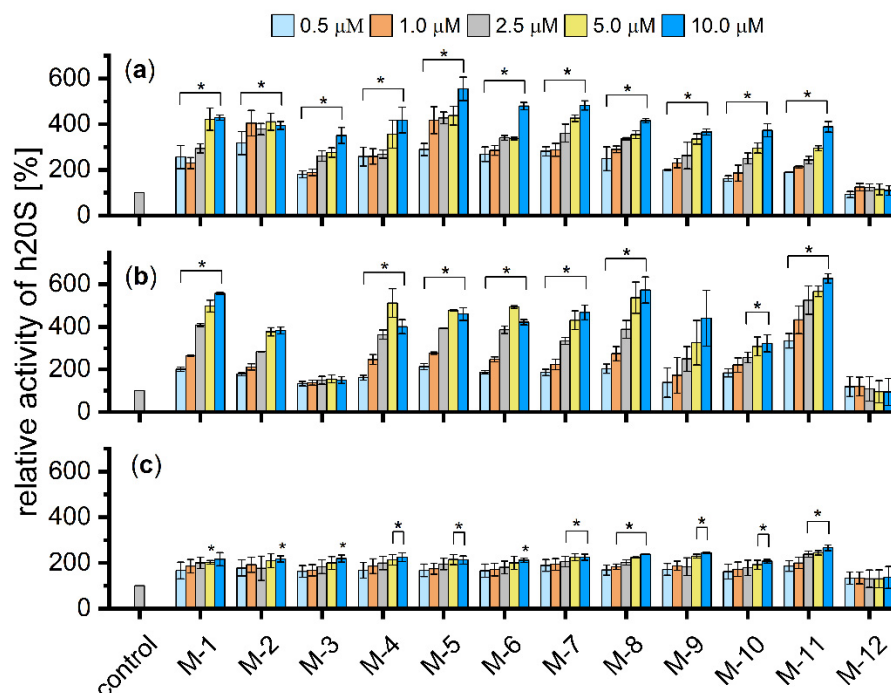 0.5 μM 1.0 μM 2.5 μM 5.0 μM 10.0 μM
relative activity of h20S [%]
(a)
600
400
200
0
* * * * * * * * * * *
(b)
600
400
200
0
* * * * * * * *
(c)
600
400
200
0
* * * * * * * * * * *
control M-1 M-2 M-3 M-4 M-5 M-6 M-7 M-8 M-9 M-10 M-11 M-12